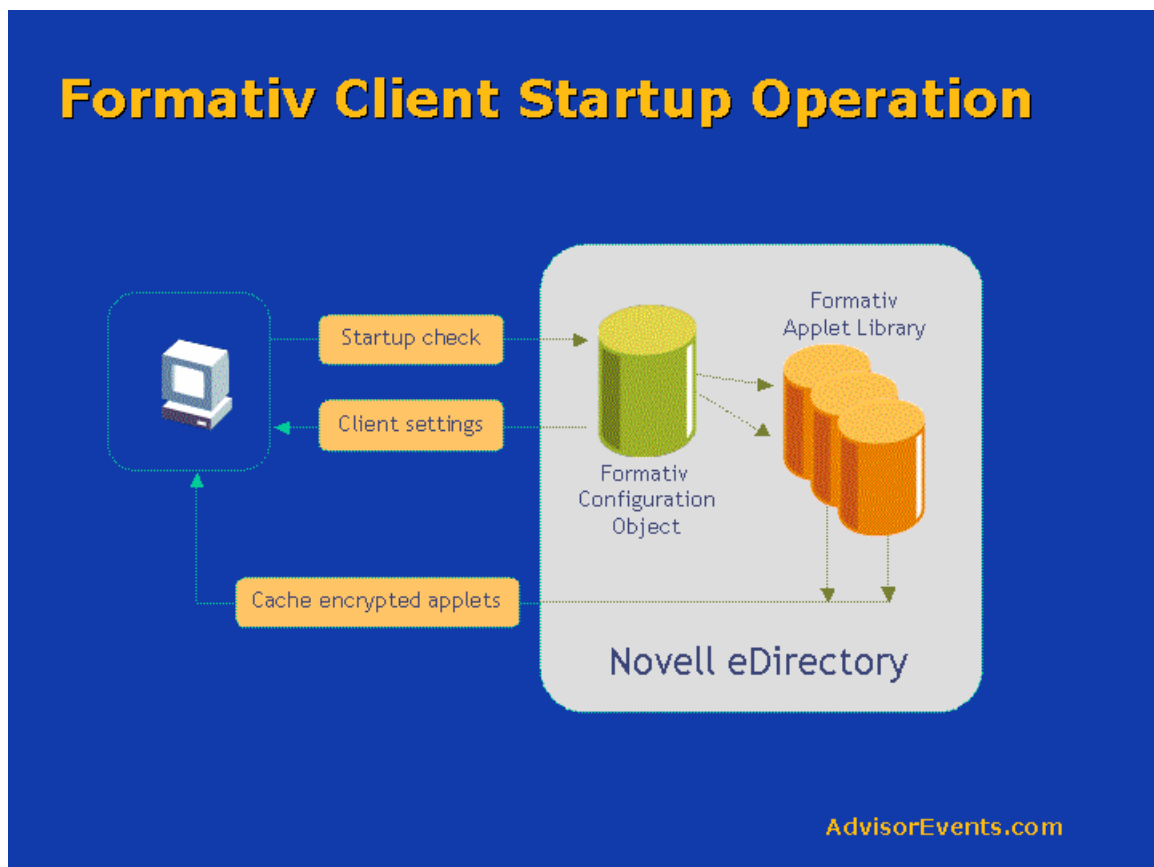 Formativ Client Startup Operation
Formativ
Applet Library
Startup check
Client settings
Formativ
Configuration
Object
Cache encrypted applets
Novell eDirectory
AdvisorEvents.com